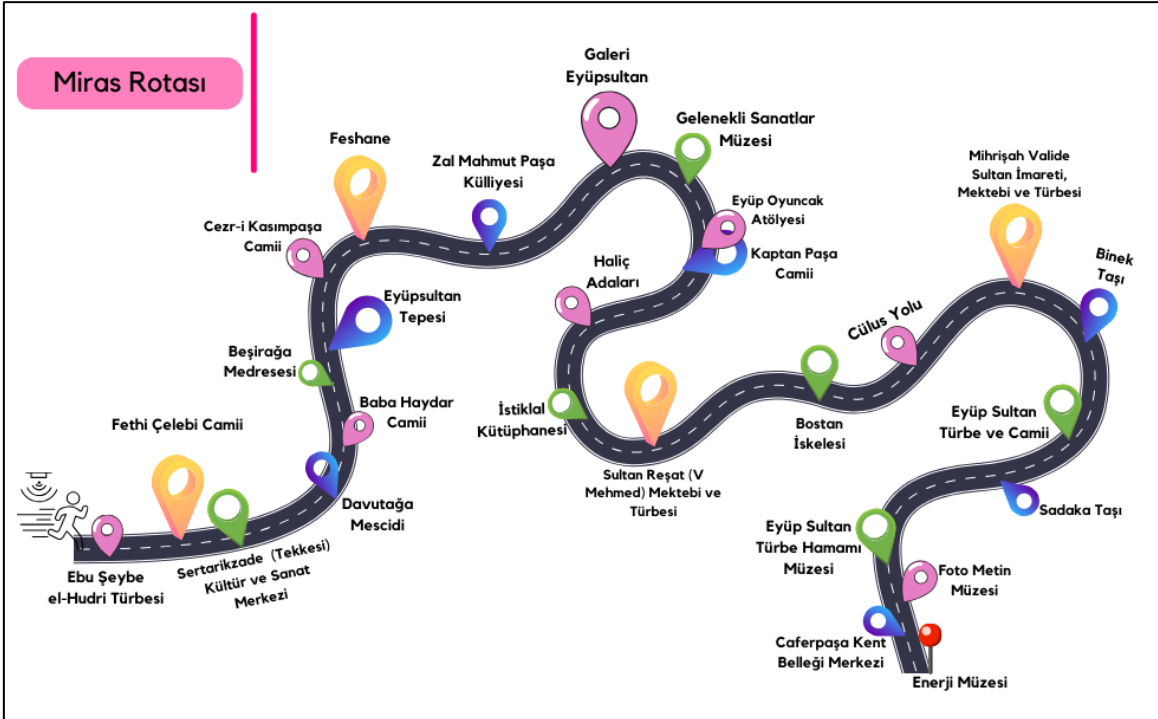 Miras Rotası
Ebu Şeybe
el-Hudri Türbesi
Fethi Çelebi Camii
Sertarikzade (Tekkesi)
Kültür ve Sanat
Merkezi
Davutağa
Mescidi
Baba Haydar
Camii
Beşirağa
Medresesi
Eyüpsultan
Tepesi
Cezr-i Kasımpaşa
Camii
Feshane
Zal Mahmut Paşa
Külliyesi
Galeri
Eyüpsultan
Gelenekli Sanatlar
Müzesi
Eyüp Oyuncak
Atölyesi
Kaptan Paşa
Camii
Haliç
Adaları
İstiklal
Kütüphanesi
Sultan Reşat (V
Mehmed) Mektebi ve
Türbesi
Bostan
İskelesi
Cülus Yolu
Mihrişah Valide
Sultan İmareti,
Mektebi ve Türbesi
Binek
Taşı
Eyüp Sultan
Türbe ve Camii
Sadaka Taşı
Eyüp Sultan
Türbe Hamamı
Müzesi
Foto Metin
Müzesi
Caferpaşa Kent
Belleği Merkezi
Enerji Müzesi